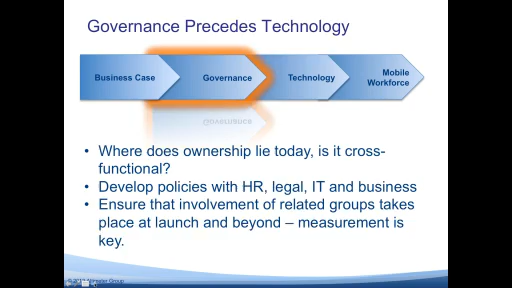 Governance Precedes Technology
Business Case
Governance
Technology
Mobile
Workforce
• Where does ownership lie today, is it cross-
functional?
• Develop policies with HR, legal, IT and business
• Ensure that involvement of related groups takes
place at launch and beyond – measurement is
key.
Group